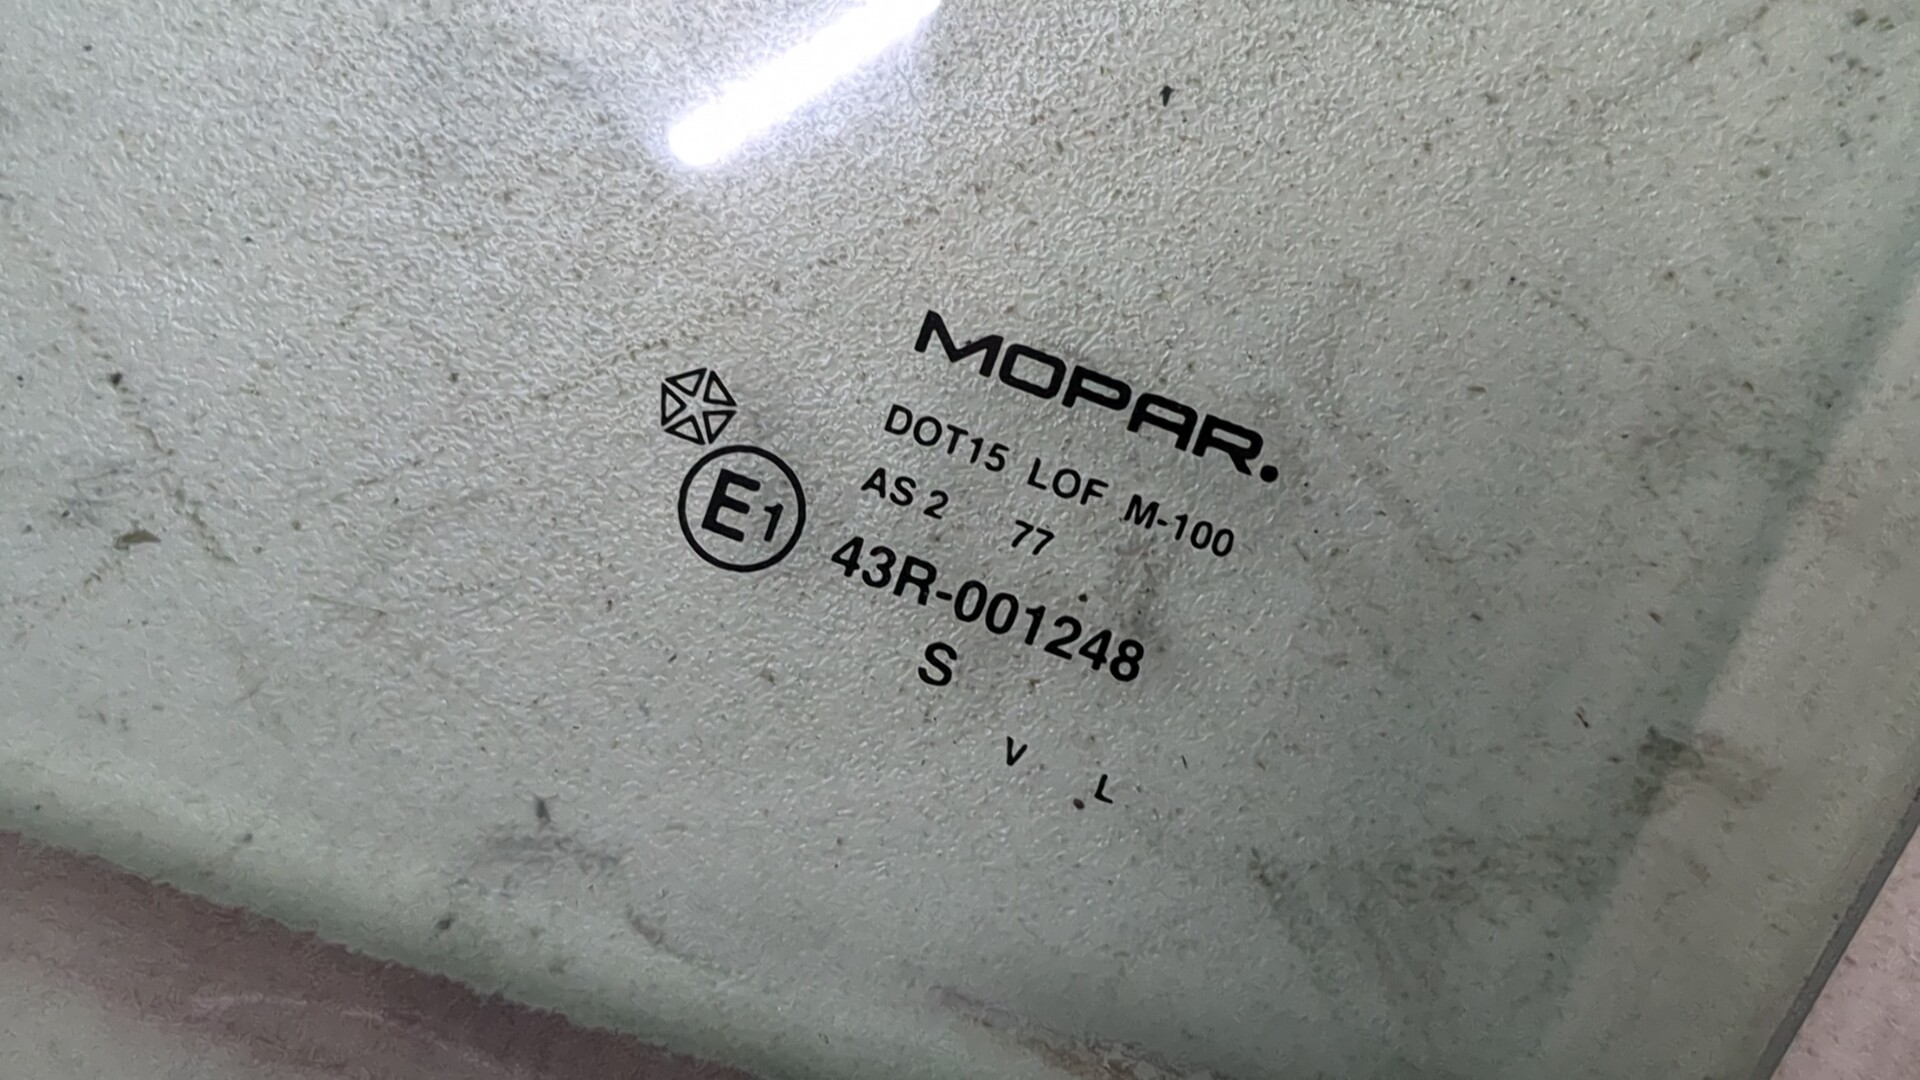 MOPAR.
DOT15 LOF M-100
AS 2 77
E1 43R-001248
S
V L